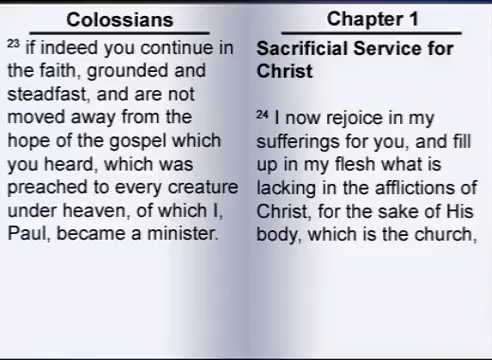 Colossians
23 if indeed you continue in
the faith, grounded and
steadfast, and are not
moved away from the
hope of the gospel which
you heard, which was
preached to every creature
under heaven, of which I,
Paul, became a minister.
Chapter 1
Sacrificial Service for
Christ
24 I now rejoice in my
sufferings for you, and fill
up in my flesh what is
lacking in the afflictions of
Christ, for the sake of His
body, which is the church,